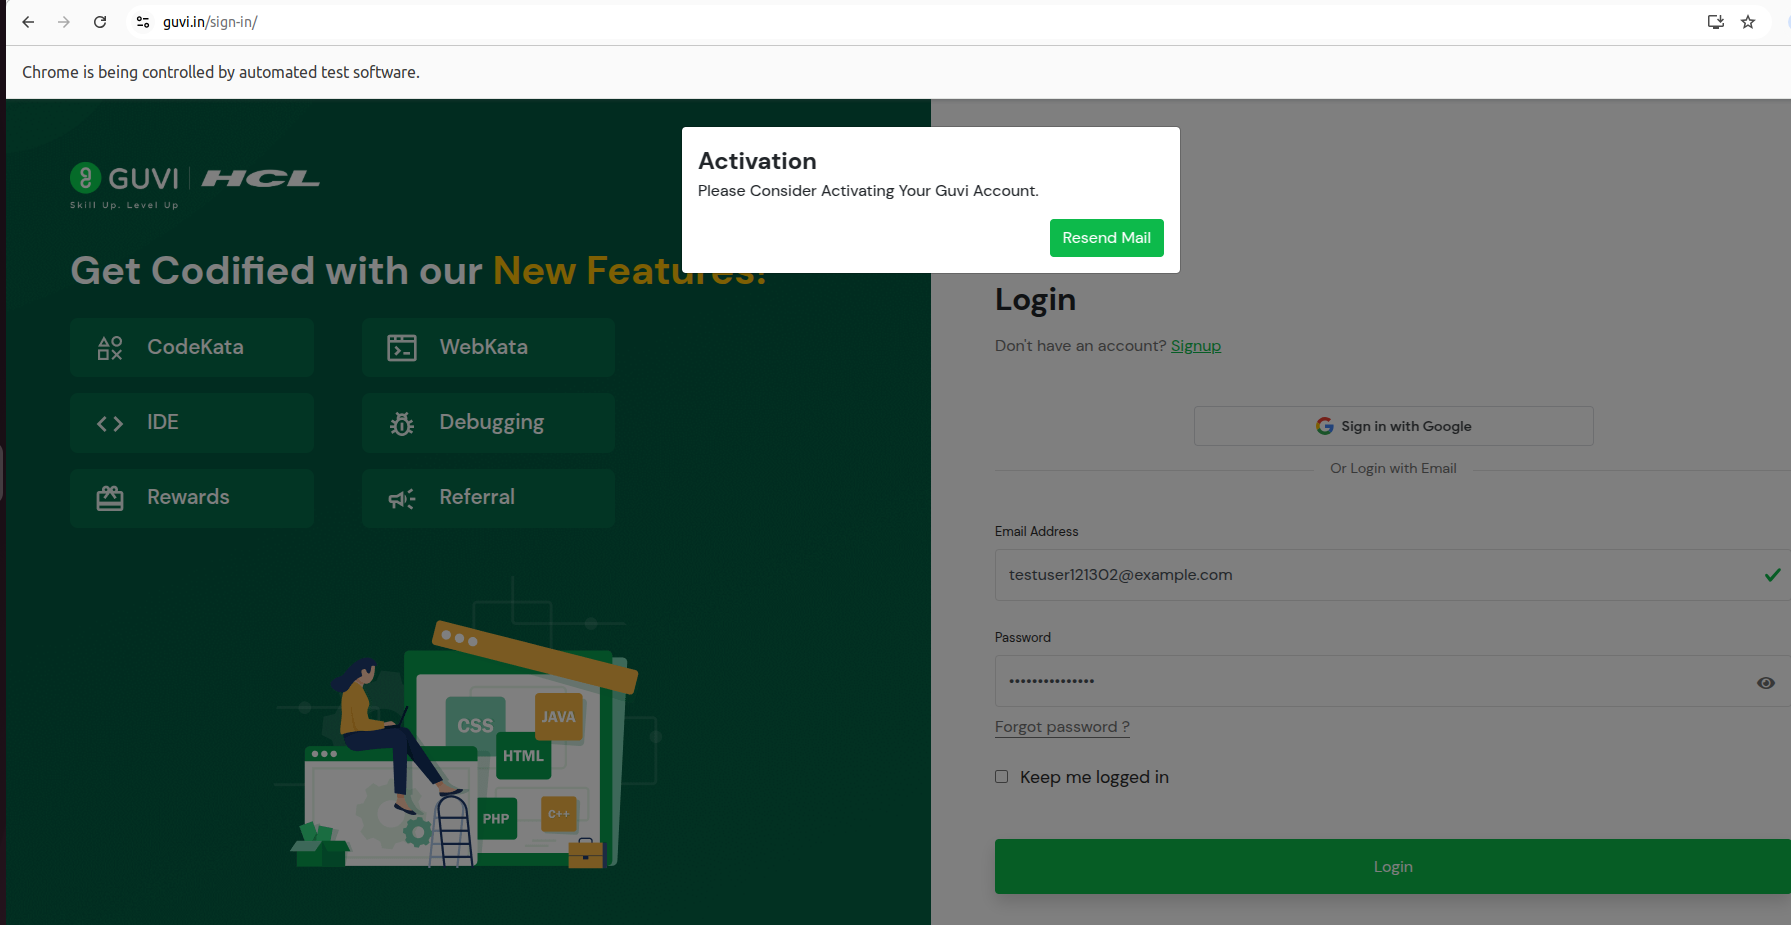 guvi.in/sign-in/
Chrome is being controlled by automated test software.
GUVI | HCL
Skill Up. Level Up
Activation
Please Consider Activating Your Guvi Account.
Resend Mail
Get Codified with our New Features!
CodeKata
WebKata
IDE
Debugging
Rewards
Referral
CSS
JAVA
HTML
PHP
C++
Login
Don't have an account? Signup
Sign in with Google
Or Login with Email
Email Address
testuser121302@example.com
Password
•••••••••••••••
Forgot password ?
Keep me logged in
Login